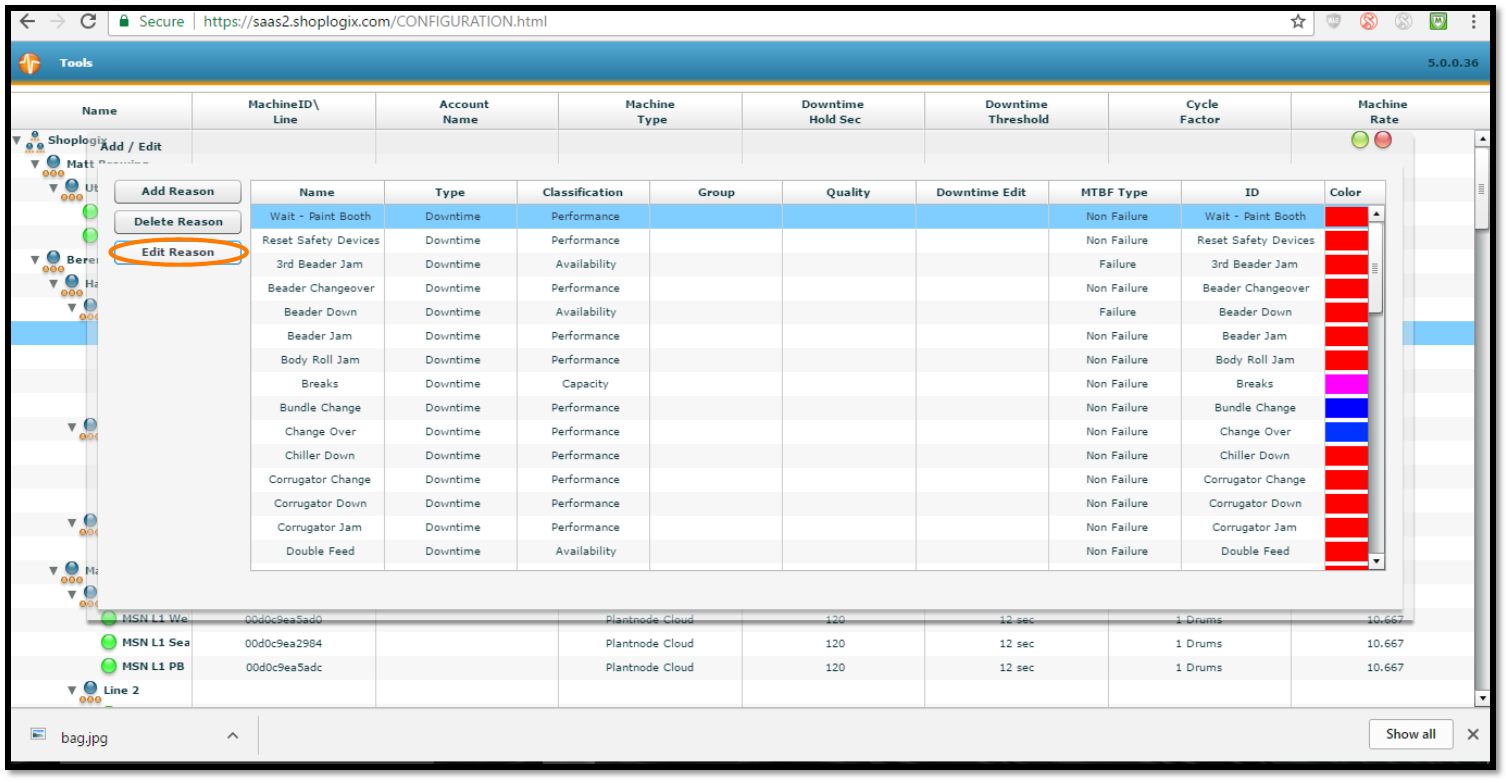 Secure https://saas2.shoplogix.com/CONFIGURATION.html
Tools 5.0.0.36
Name MachineID\ Line Account Name Machine Type Downtime Hold Sec Downtime Threshold Cycle Factor Machine Rate
Shoplogix
Add / Edit
Matt
Add Reason Name Type Classification Group Quality Downtime Edit MTBF Type ID Color
Wait - Paint Booth Downtime Performance Non Failure Wait - Paint Booth
Delete Reason
Reset Safety Devices Downtime Performance Non Failure Reset Safety Devices
Edit Reason
3rd Beader Jam Downtime Availability Failure 3rd Beader Jam
Beader Changeover Downtime Performance Non Failure Beader Changeover
Beader Down Downtime Availability Failure Beader Down
Beader Jam Downtime Performance Non Failure Beader Jam
Body Roll Jam Downtime Performance Non Failure Body Roll Jam
Breaks Downtime Capacity Non Failure Breaks
Bundle Change Downtime Performance Non Failure Bundle Change
Change Over Downtime Performance Non Failure Change Over
Chiller Down Downtime Performance Non Failure Chiller Down
Corrugator Change Downtime Performance Non Failure Corrugator Change
Corrugator Down Downtime Performance Non Failure Corrugator Down
Corrugator Jam Downtime Performance Non Failure Corrugator Jam
Double Feed Downtime Availability Non Failure Double Feed
MSN L1 We 00d0c9ea5ad0 Plantnode Cloud 120 12 sec 1 Drums 10.667
MSN L1 Sea 00d0c9ea2984 Plantnode Cloud 120 12 sec 1 Drums 10.667
MSN L1 PB 00d0c9ea5adc Plantnode Cloud 120 12 sec 1 Drums 10.667
Line 2
bag.jpg Show all